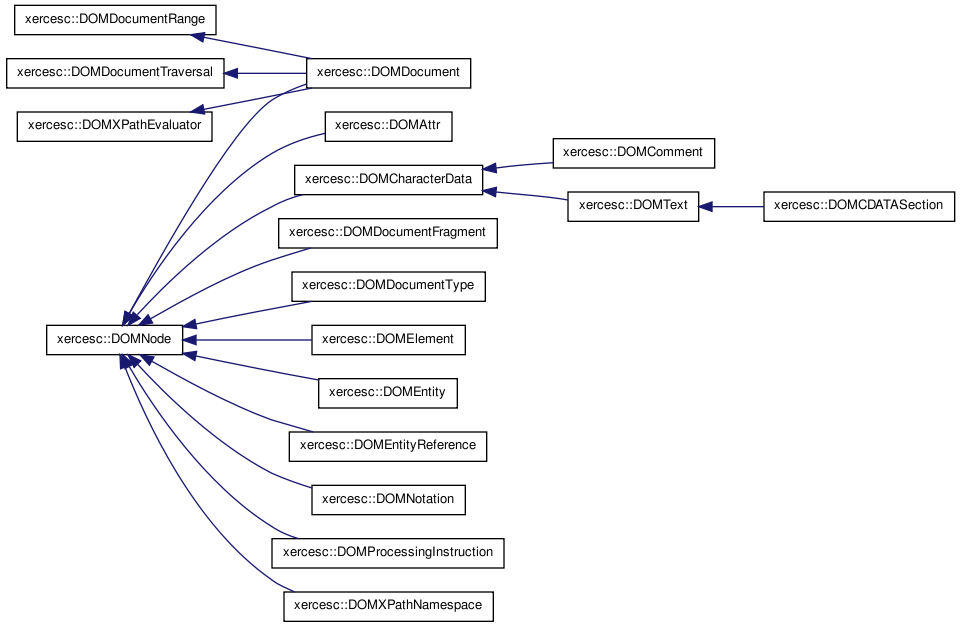 xercesc::DOMDocumentRange
xercesc::DOMDocumentTraversal
xercesc::DOMDocument
xercesc::DOMXPathEvaluator
xercesc::DOMAttr
xercesc::DOMComment
xercesc::DOMCharacterData
xercesc::DOMText
xercesc::DOMCDATASection
xercesc::DOMDocumentFragment
xercesc::DOMDocumentType
xercesc::DOMNode
xercesc::DOMElement
xercesc::DOMEntity
xercesc::DOMEntityReference
xercesc::DOMNotation
xercesc::DOMProcessingInstruction
xercesc::DOMXPathNamespace